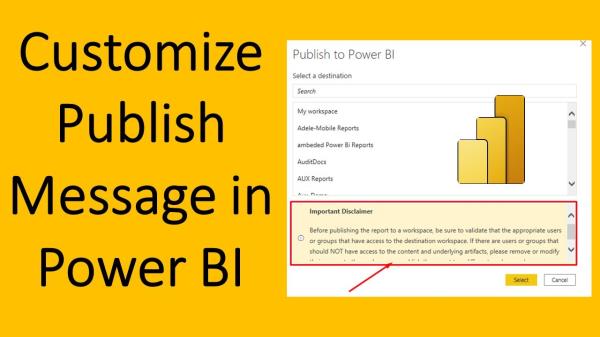 Customize
Publish
Message in
Power BI
Publish to Power BI
Select a destination
Search
My workspace
Adele-Mobile Reports
ambeded Power Bi Reports
AuditDocs
AUX Reports
Important Disclaimer
Before publishing the report to a workspace, be sure to validate that the appropriate users
or groups that have access to the destination workspace. If there are users or groups that
should NOT have access to the content and underlying artifacts, please remove or modify
Select
Cancel